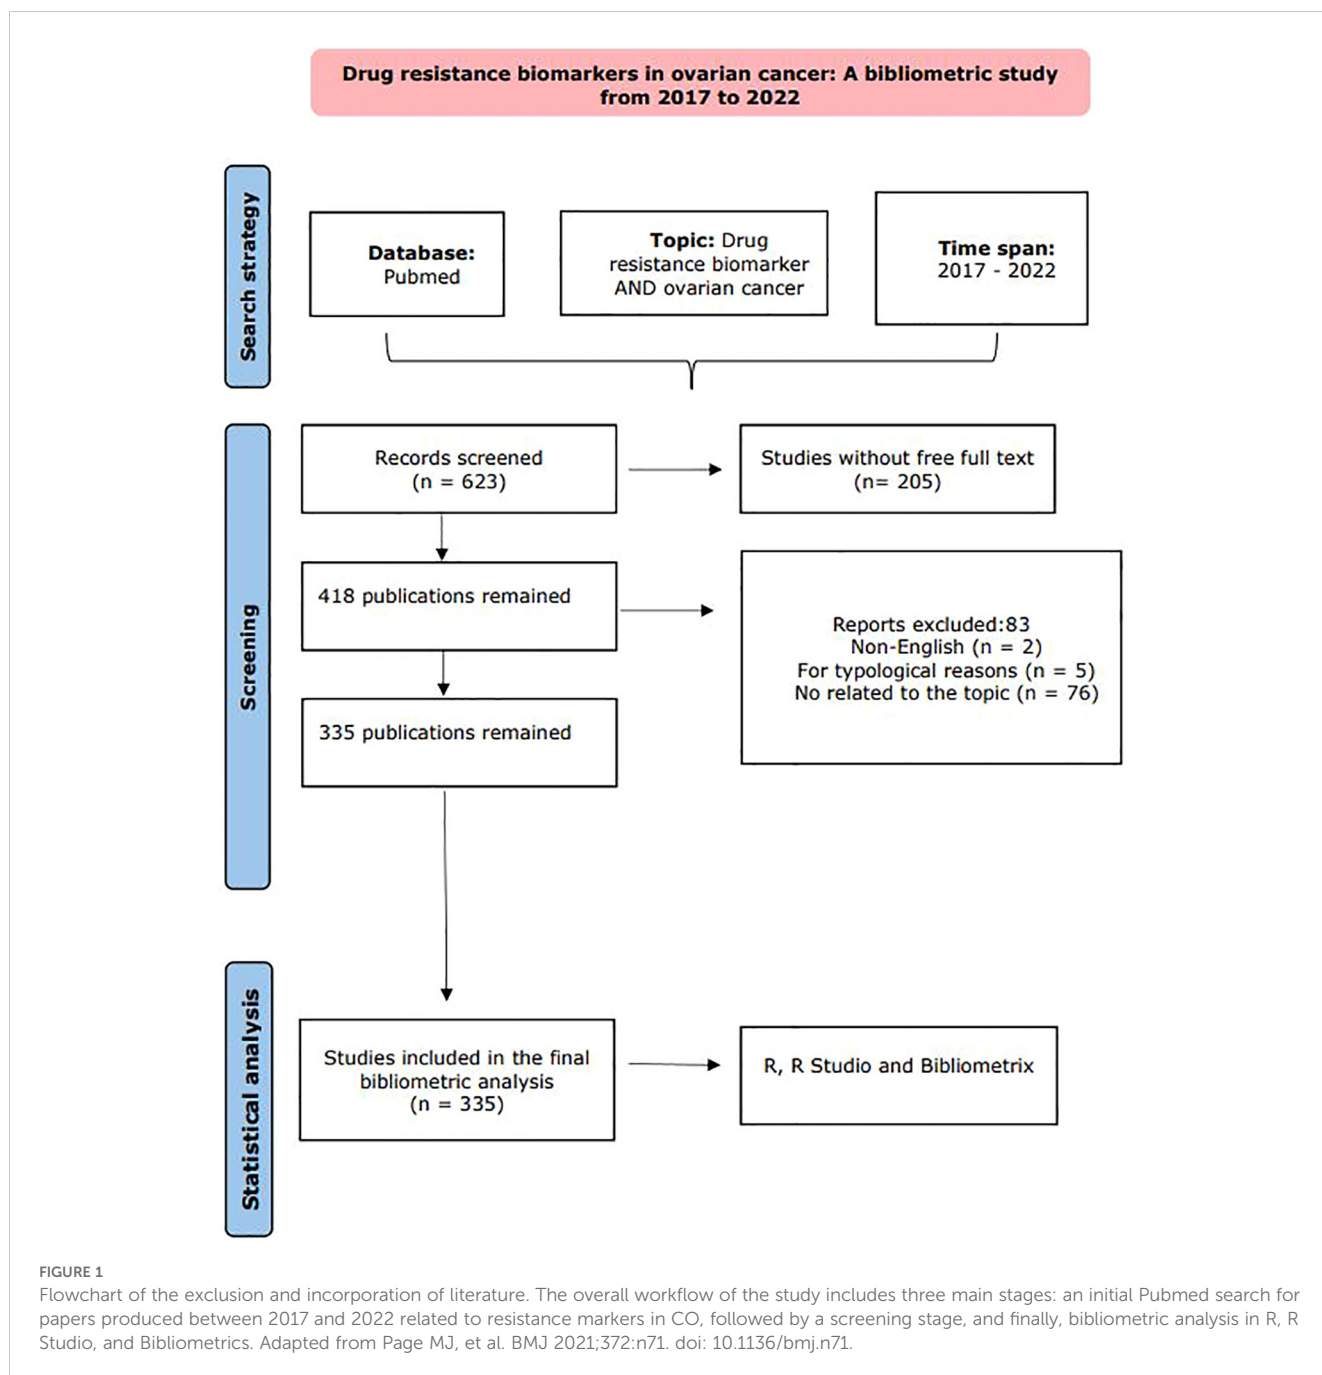 Drug resistance biomarkers in ovarian cancer: A bibliometric study
from 2017 to 2022
Search strategy
Database:
Pubmed
Topic: Drug
resistance biomarker
AND ovarian cancer
Time span:
2017 - 2022
Screening
Records screened
(n = 623)
Studies without free full text
(n= 205)
418 publications remained
Reports excluded:83
Non-English (n = 2)
For typological reasons (n = 5)
No related to the topic (n = 76)
335 publications remained
Statistical analysis
Studies included in the final
bibliometric analysis
(n = 335)
R, R Studio and Bibliometrix
FIGURE 1
Flowchart of the exclusion and incorporation of literature. The overall workflow of the study includes three main stages: an initial Pubmed search for
papers produced between 2017 and 2022 related to resistance markers in CO, followed by a screening stage, and finally, bibliometric analysis in R, R
Studio, and Bibliometrics. Adapted from Page MJ, et al. BMJ 2021;372:n71. doi: 10.1136/bmj.n71.